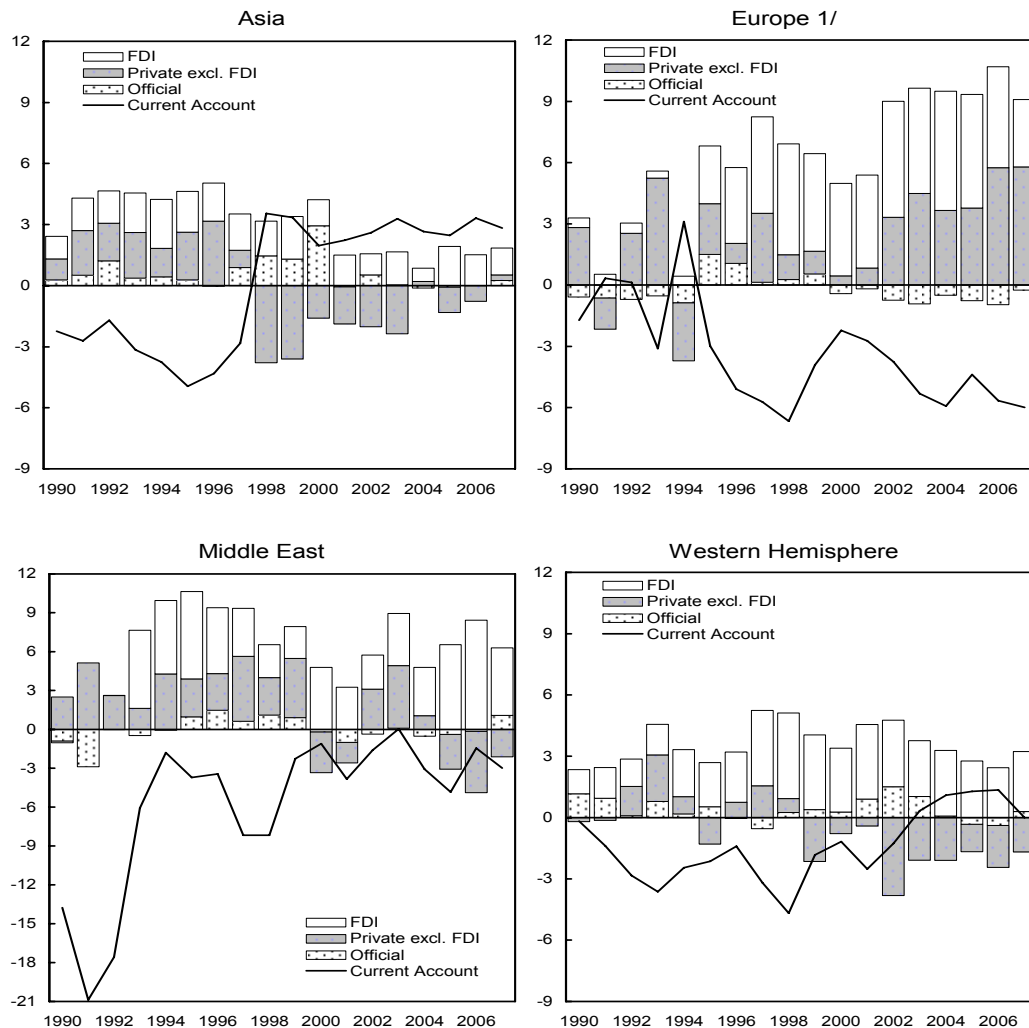 Asia
12
9
6
3
0
-3
-6
-9
FDI
Private excl. FDI
Official
Current Account
1990 1992 1994 1996 1998 2000 2002 2004 2006
Europe 1/
12
9
6
3
0
-3
-6
-9
FDI
Private excl. FDI
Official
Current Account
1990 1992 1994 1996 1998 2000 2002 2004 2006
Middle East
12
9
6
3
0
-3
-6
-9
-12
-15
-18
-21
FDI
Private excl. FDI
Official
Current Account
1990 1992 1994 1996 1998 2000 2002 2004 2006
Western Hemisphere
12
9
6
3
0
-3
-6
-9
FDI
Private excl. FDI
Official
Current Account
1990 1992 1994 1996 1998 2000 2002 2004 2006